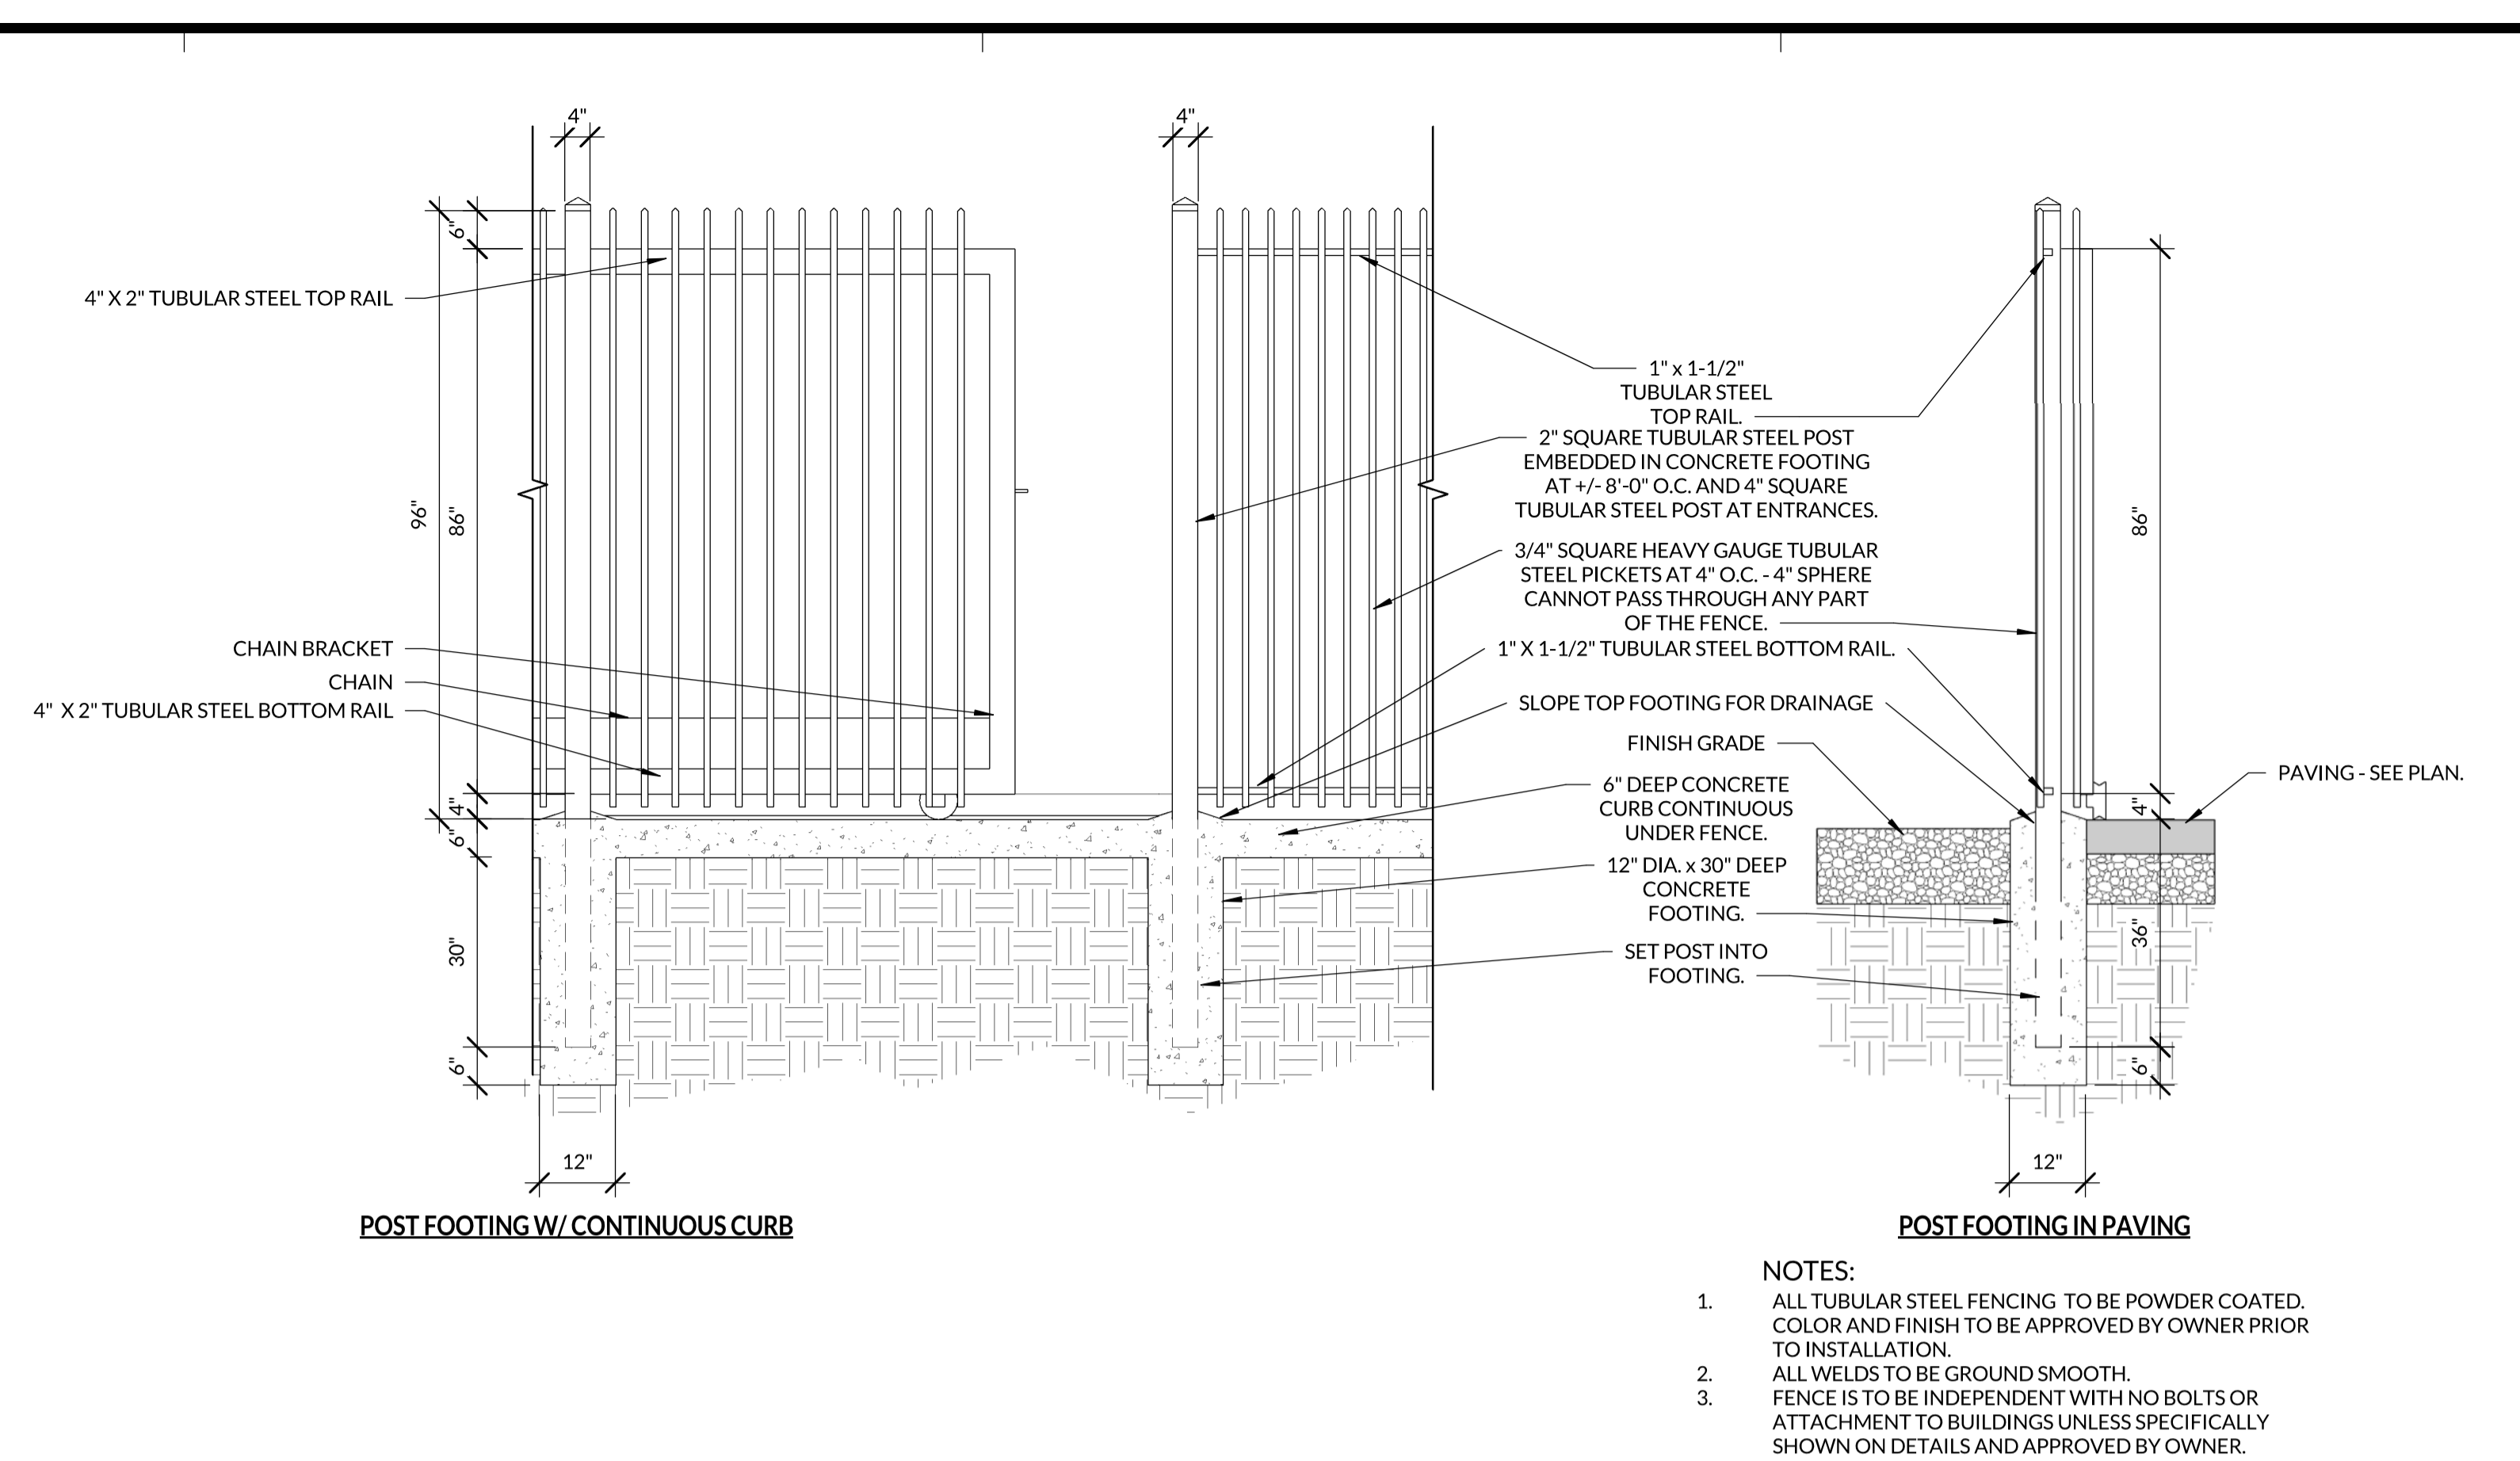 4"
4"
6"
96"
86"
4"
6"
30"
6"
12"
4" X 2" TUBULAR STEEL TOP RAIL
CHAIN BRACKET
CHAIN
4"  X 2" TUBULAR STEEL BOTTOM RAIL
1" x 1-1/2"
TUBULAR STEEL
TOP RAIL.
2" SQUARE TUBULAR STEEL POST
EMBEDDED IN CONCRETE FOOTING
AT +/- 8'-0" O.C. AND 4" SQUARE
TUBULAR STEEL POST AT ENTRANCES.
3/4" SQUARE HEAVY GAUGE TUBULAR
STEEL PICKETS AT 4" O.C. - 4" SPHERE
CANNOT PASS THROUGH ANY PART
OF THE FENCE.
1" X 1-1/2" TUBULAR STEEL BOTTOM RAIL.
SLOPE TOP FOOTING FOR DRAINAGE
FINISH GRADE
6" DEEP CONCRETE
CURB CONTINUOUS
UNDER FENCE.
12" DIA. x 30" DEEP
CONCRETE
FOOTING.
SET POST INTO
FOOTING.
86"
4"
36"
6"
12"
PAVING - SEE PLAN.
POST FOOTING W/ CONTINUOUS CURB
POST FOOTING IN PAVING
NOTES:
1. ALL TUBULAR STEEL FENCING  TO BE POWDER COATED.
COLOR AND FINISH TO BE APPROVED BY OWNER PRIOR
TO INSTALLATION.
2. ALL WELDS TO BE GROUND SMOOTH.
3. FENCE IS TO BE INDEPENDENT WITH NO BOLTS OR
ATTACHMENT TO BUILDINGS UNLESS SPECIFICALLY
SHOWN ON DETAILS AND APPROVED BY OWNER.